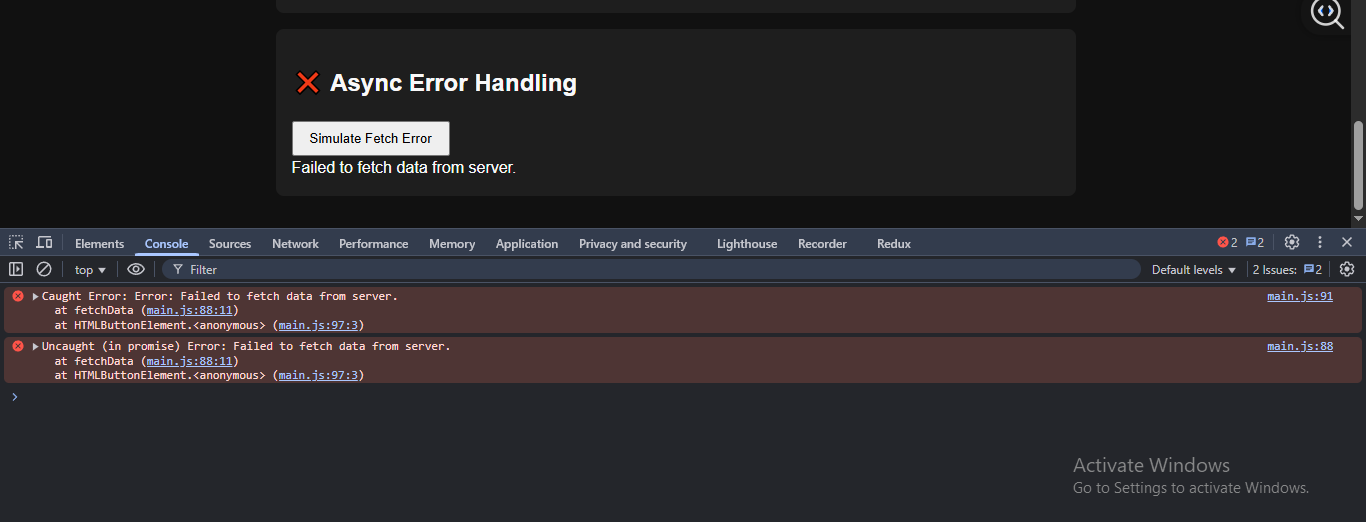 ❌ Async Error Handling
Simulate Fetch Error
Failed to fetch data from server.
Elements Console Sources Network Performance Memory Application Privacy and security Lighthouse Recorder Redux 2 2
top Filter Default levels 2 Issues: 2
Caught Error: Error: Failed to fetch data from server. main.js:91
at fetchData (main.js:88:11)
at HTMLButtonElement.<anonymous> (main.js:97:3)
Uncaught (in promise) Error: Failed to fetch data from server. main.js:88
at fetchData (main.js:88:11)
at HTMLButtonElement.<anonymous> (main.js:97:3)
Activate Windows
Go to Settings to activate Windows.